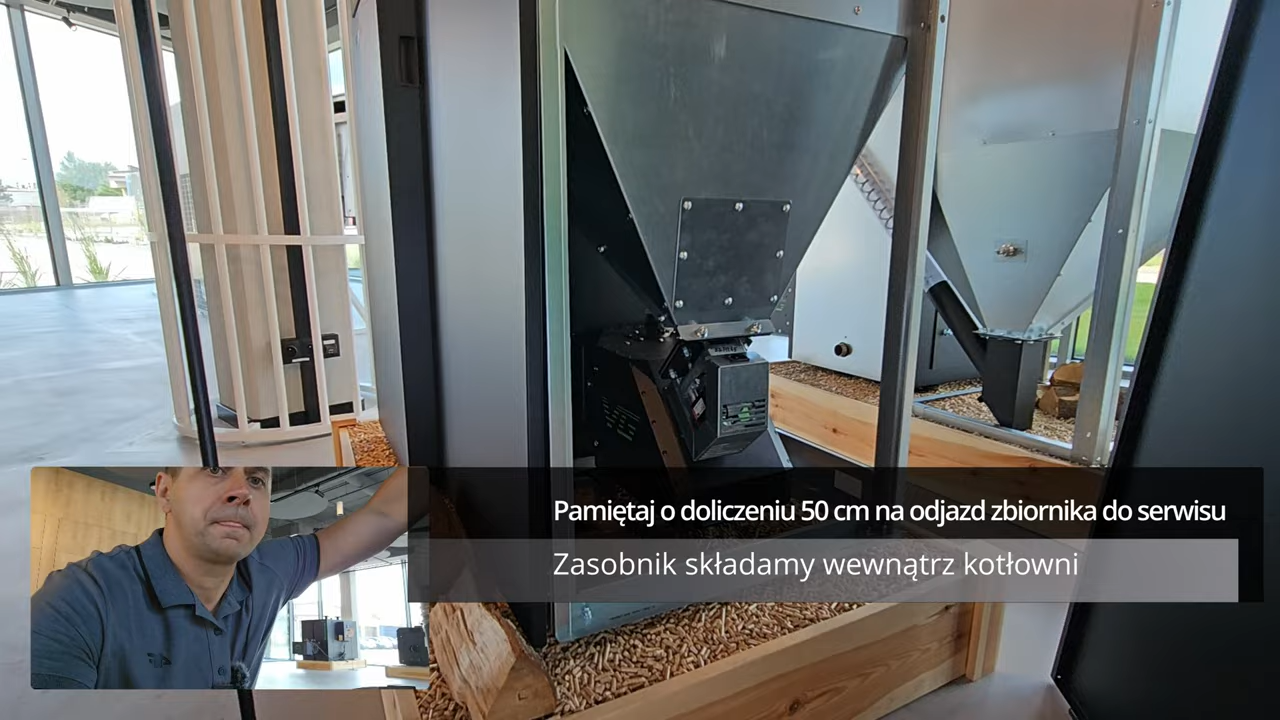 Pamiętaj o doliczeniu 50 cm na odjazd zbiornika do serwisu
Zasobnik składamy wewnątrz kotłowni